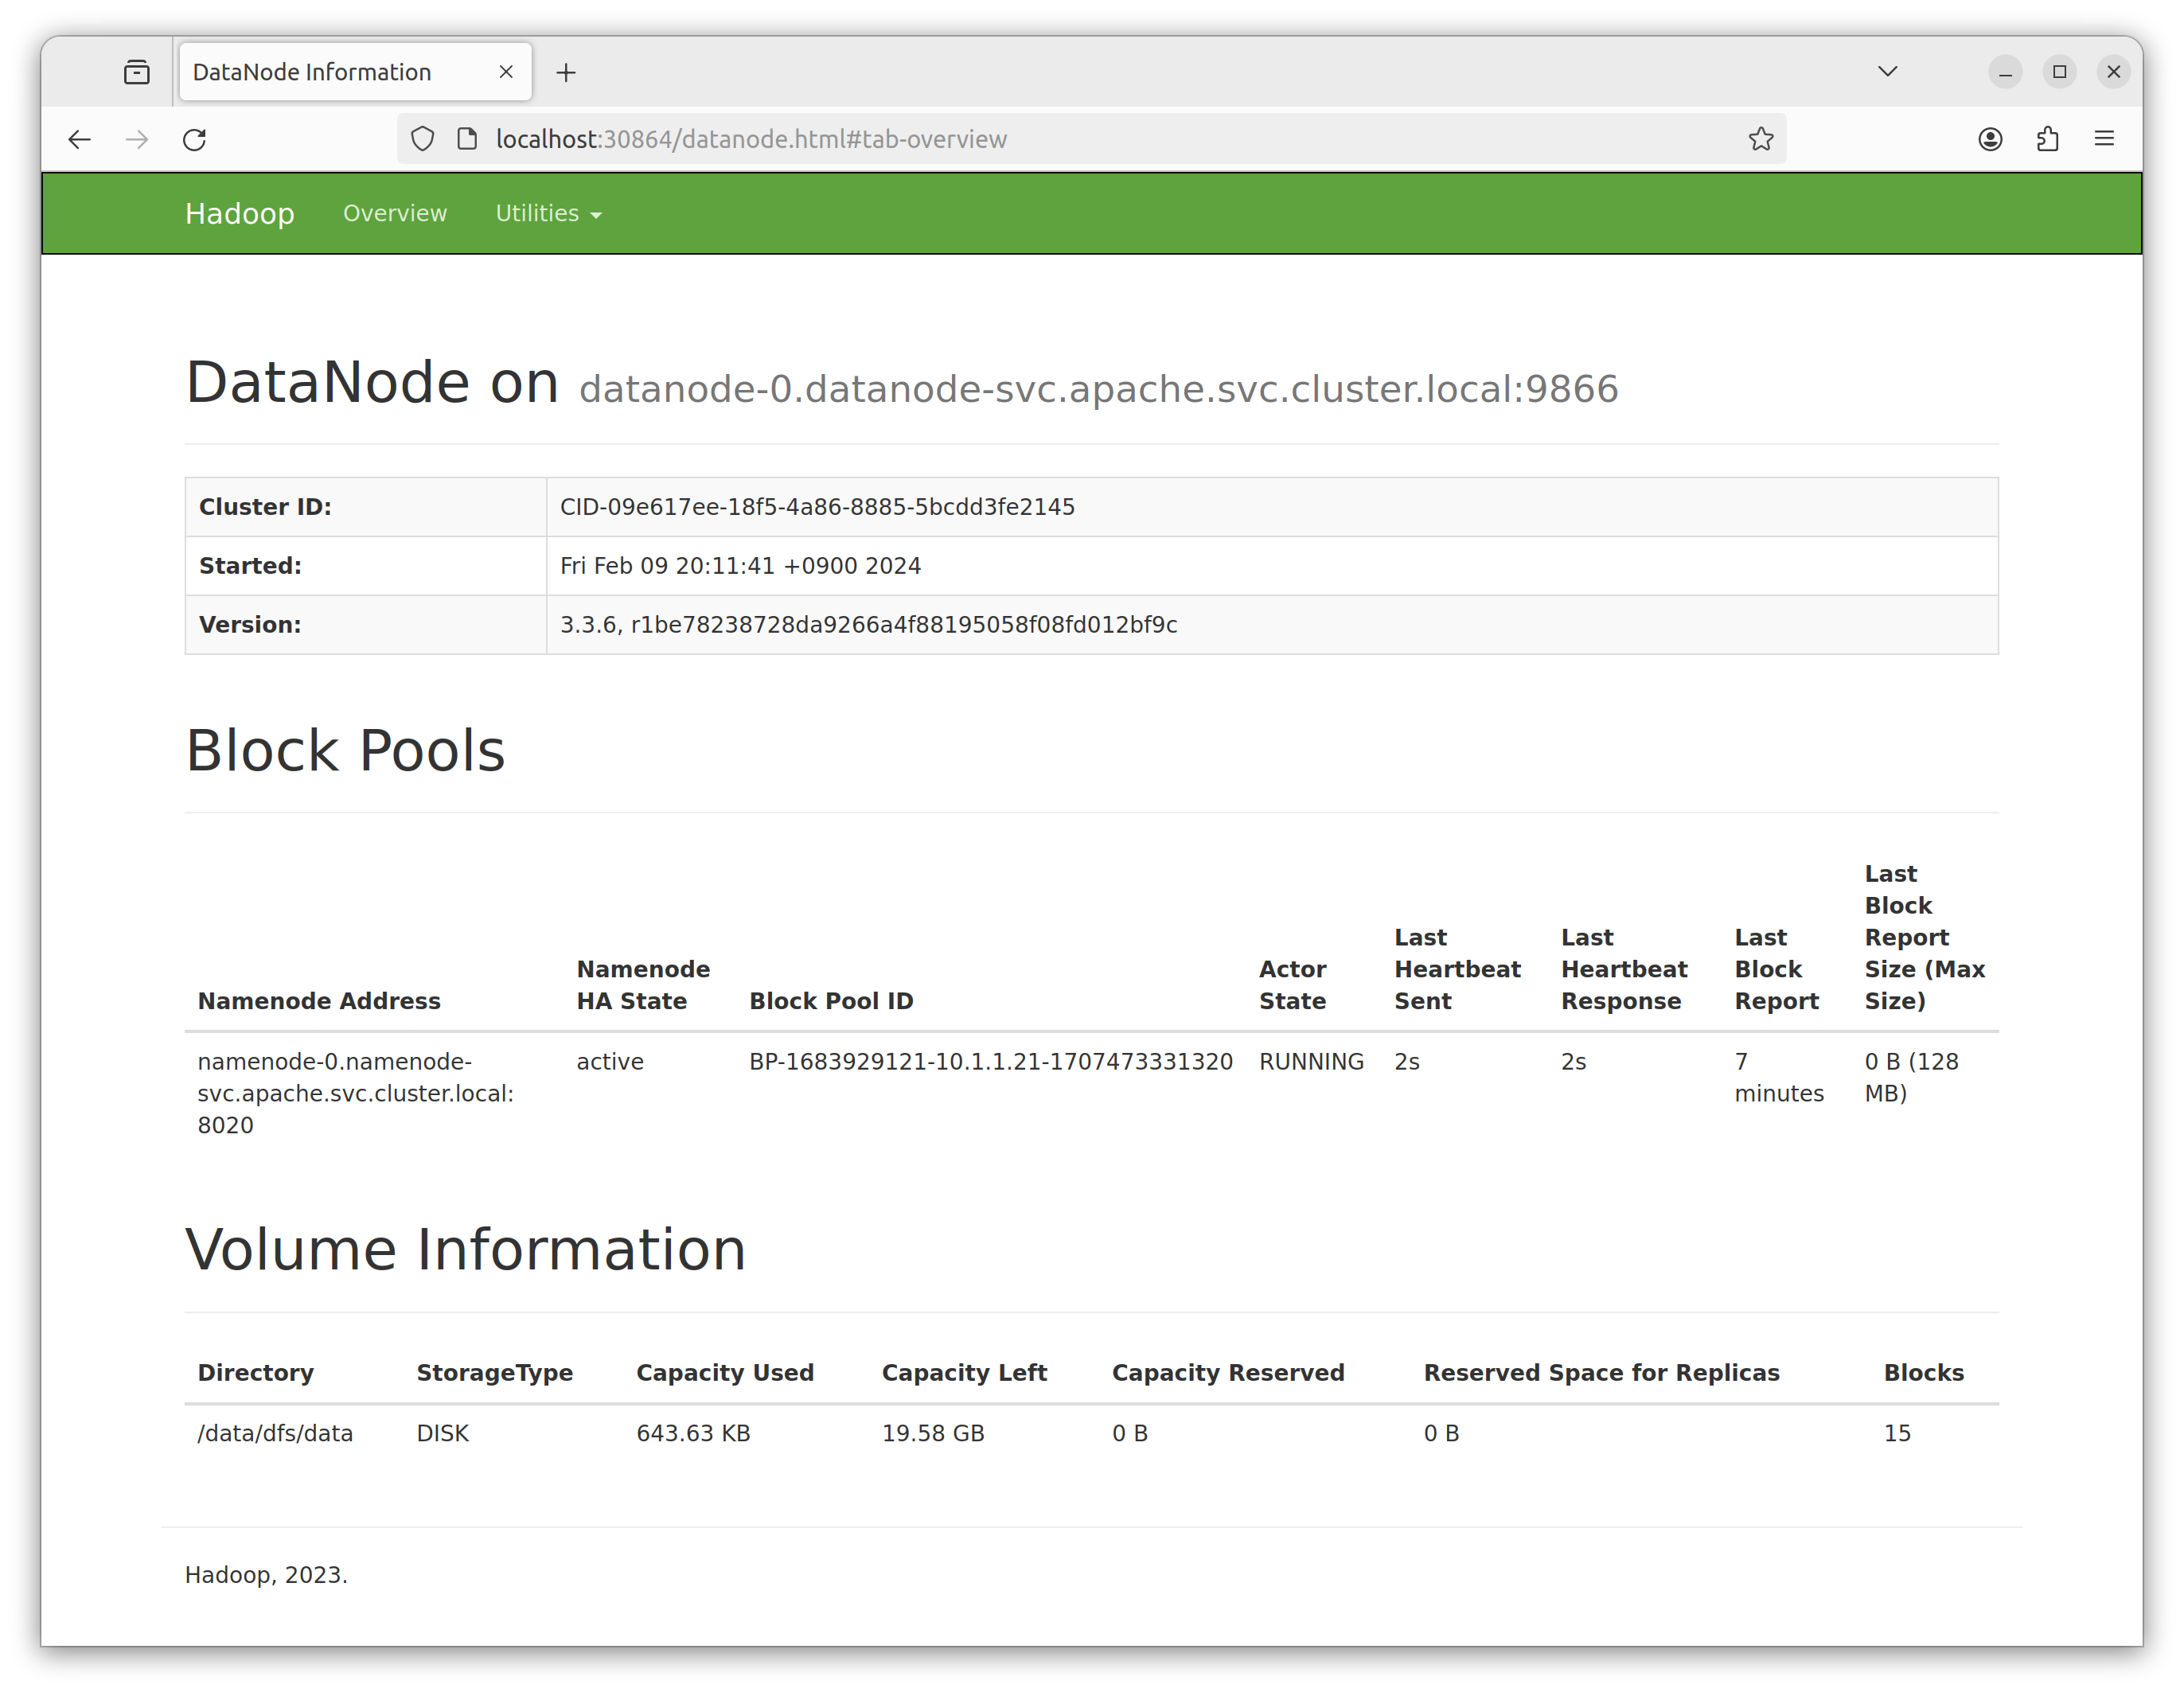 DataNode Information
localhost:30864/datanode.html#tab-overview
Hadoop Overview Utilities
DataNode on datanode-0.datanode-svc.apache.svc.cluster.local:9866
Cluster ID: CID-09e617ee-18f5-4a86-8885-5bcdd3fe2145
Started: Fri Feb 09 20:11:41 +0900 2024
Version: 3.3.6, r1be78238728da9266a4f88195058f08fd012bf9c
Block Pools
Namenode Address
Namenode
HA State
Block Pool ID
Actor
State
Last
Heartbeat
Sent
Last
Heartbeat
Response
Last
Block
Report
Last
Block
Report
Size (Max
Size)
namenode-0.namenode-
svc.apache.svc.cluster.local:
8020
active
BP-1683929121-10.1.1.21-1707473331320
RUNNING
2s
2s
7
minutes
0 B (128
MB)
Volume Information
Directory StorageType Capacity Used Capacity Left Capacity Reserved Reserved Space for Replicas Blocks
/data/dfs/data DISK 643.63 KB 19.58 GB 0 B 0 B 15
Hadoop, 2023.